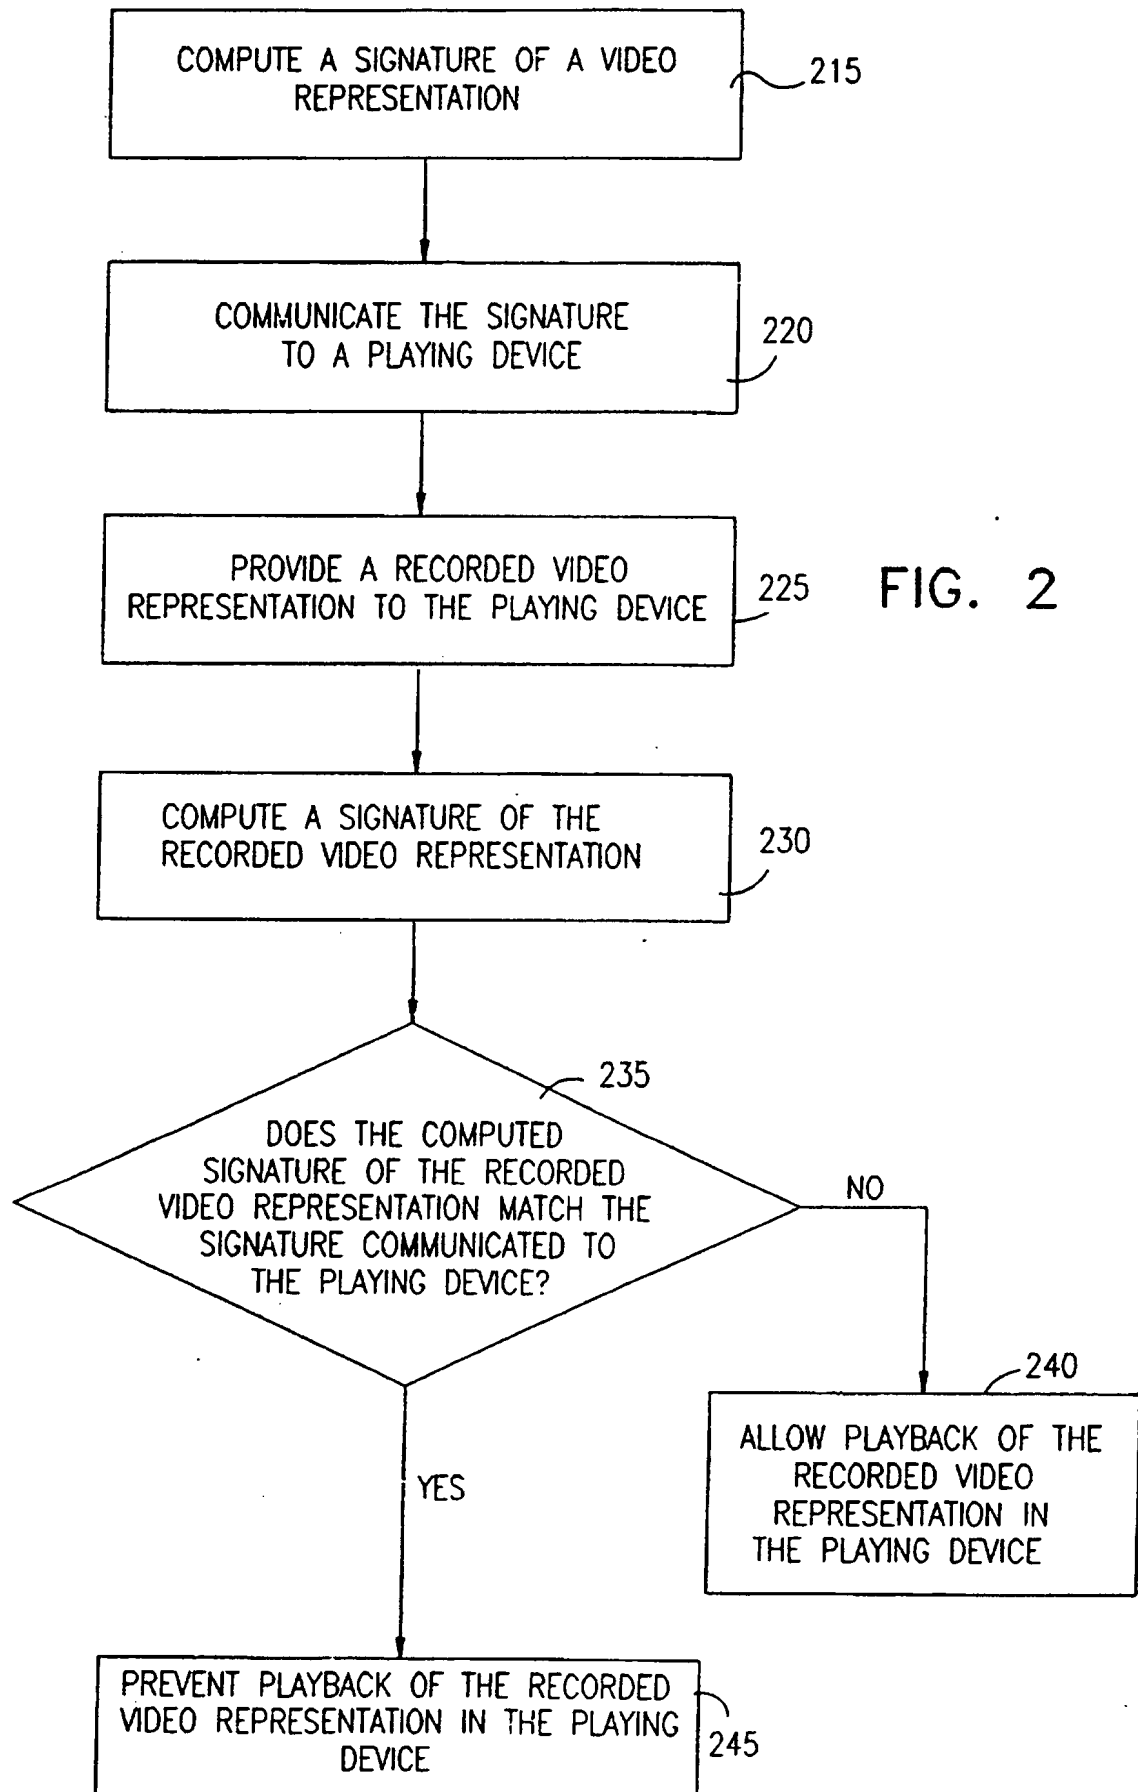 COMPUTE A SIGNATURE OF A VIDEO
REPRESENTATION
215
COMMUNICATE THE SIGNATURE
TO A PLAYING DEVICE
220
PROVIDE A RECORDED VIDEO
REPRESENTATION TO THE PLAYING DEVICE
225
FIG. 2
COMPUTE A SIGNATURE OF THE
RECORDED VIDEO REPRESENTATION
230
235
DOES THE COMPUTED
SIGNATURE OF THE RECORDED
VIDEO REPRESENTATION MATCH THE
SIGNATURE COMMUNICATED TO
THE PLAYING DEVICE?
NO
240
ALLOW PLAYBACK OF THE
RECORDED VIDEO
REPRESENTATION IN
THE PLAYING DEVICE
YES
PREVENT PLAYBACK OF THE RECORDED
VIDEO REPRESENTATION IN THE PLAYING
DEVICE
245